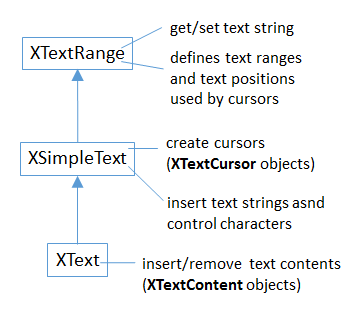 get/set text string
XTextRange
defines text ranges
and text positions
used by cursors
create cursors
(XTextCursor objects)
XSimpleText
insert text strings asnd
control characters
XText
insert/remove text contents
(XTextContent objects)